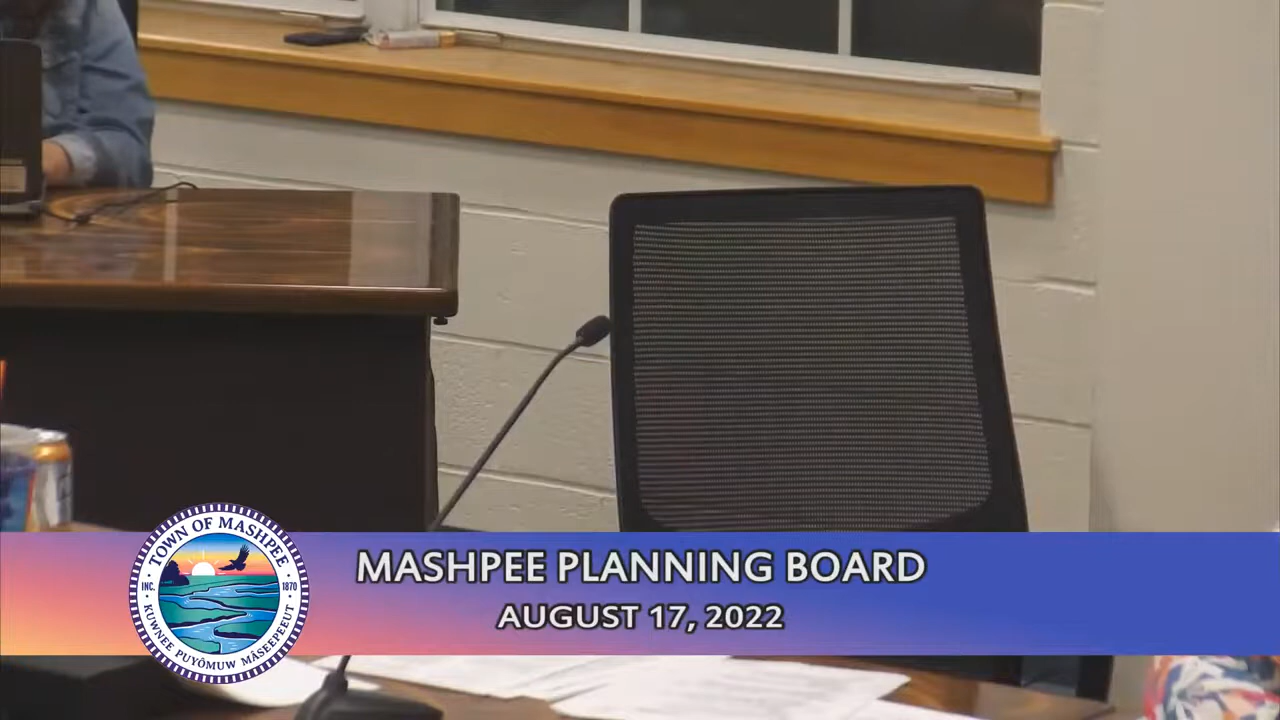 MASHPEE PLANNING BOARD
AUGUST 17, 2022
TOWN OF MASHPEE
INC. 1870
KUWNEE PUYÔMUW MÂSEEPEEUT